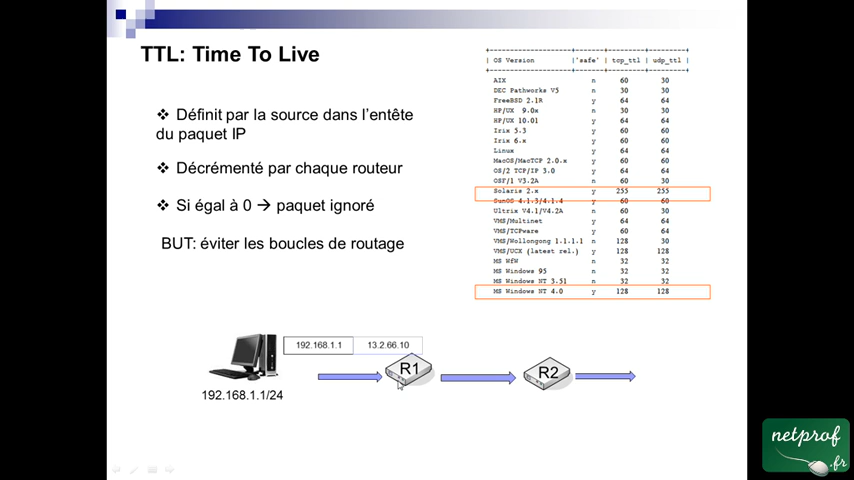 TTL: Time To Live
❖ Définit par la source dans l'entête
du paquet IP
❖ Décrémenté par chaque routeur
❖ Si égal à 0 → paquet ignoré
BUT: éviter les boucles de routage
| OS Version |'safe' | tcp_ttl | udp_ttl |
AIX n 60 30
DEC Pathworks V5 n 30 30
FreeBSD 2.1R y 64 64
HP/UX 9.0x n 30 30
HP/UX 10.01 y 64 64
Irix 5.3 y 60 60
Irix 6.x y 60 60
Linux y 64 64
MacOS/MacTCP 2.0.x y 60 60
OS/2 TCP/IP 3.0 y 64 64
OSF/1 V3.2A n 60 30
Solaris 2.x y 255 255
SunOS 4.1.3/4.1.4 y 60 60
Ultrix V4.1/V4.2A n 60 30
VMS/Multinet y 64 64
VMS/TCPware y 60 64
VMS/Wollongong 1.1.1.1 n 128 30
VMS/UCX (latest rel.) y 128 128
MS WfW n 32 32
MS Windows 95 n 32 32
MS Windows NT 3.51 n 32 32
MS Windows NT 4.0 y 128 128
192.168.1.1 13.2.66.10
R1
R2
192.168.1.1/24
netprof
.fr